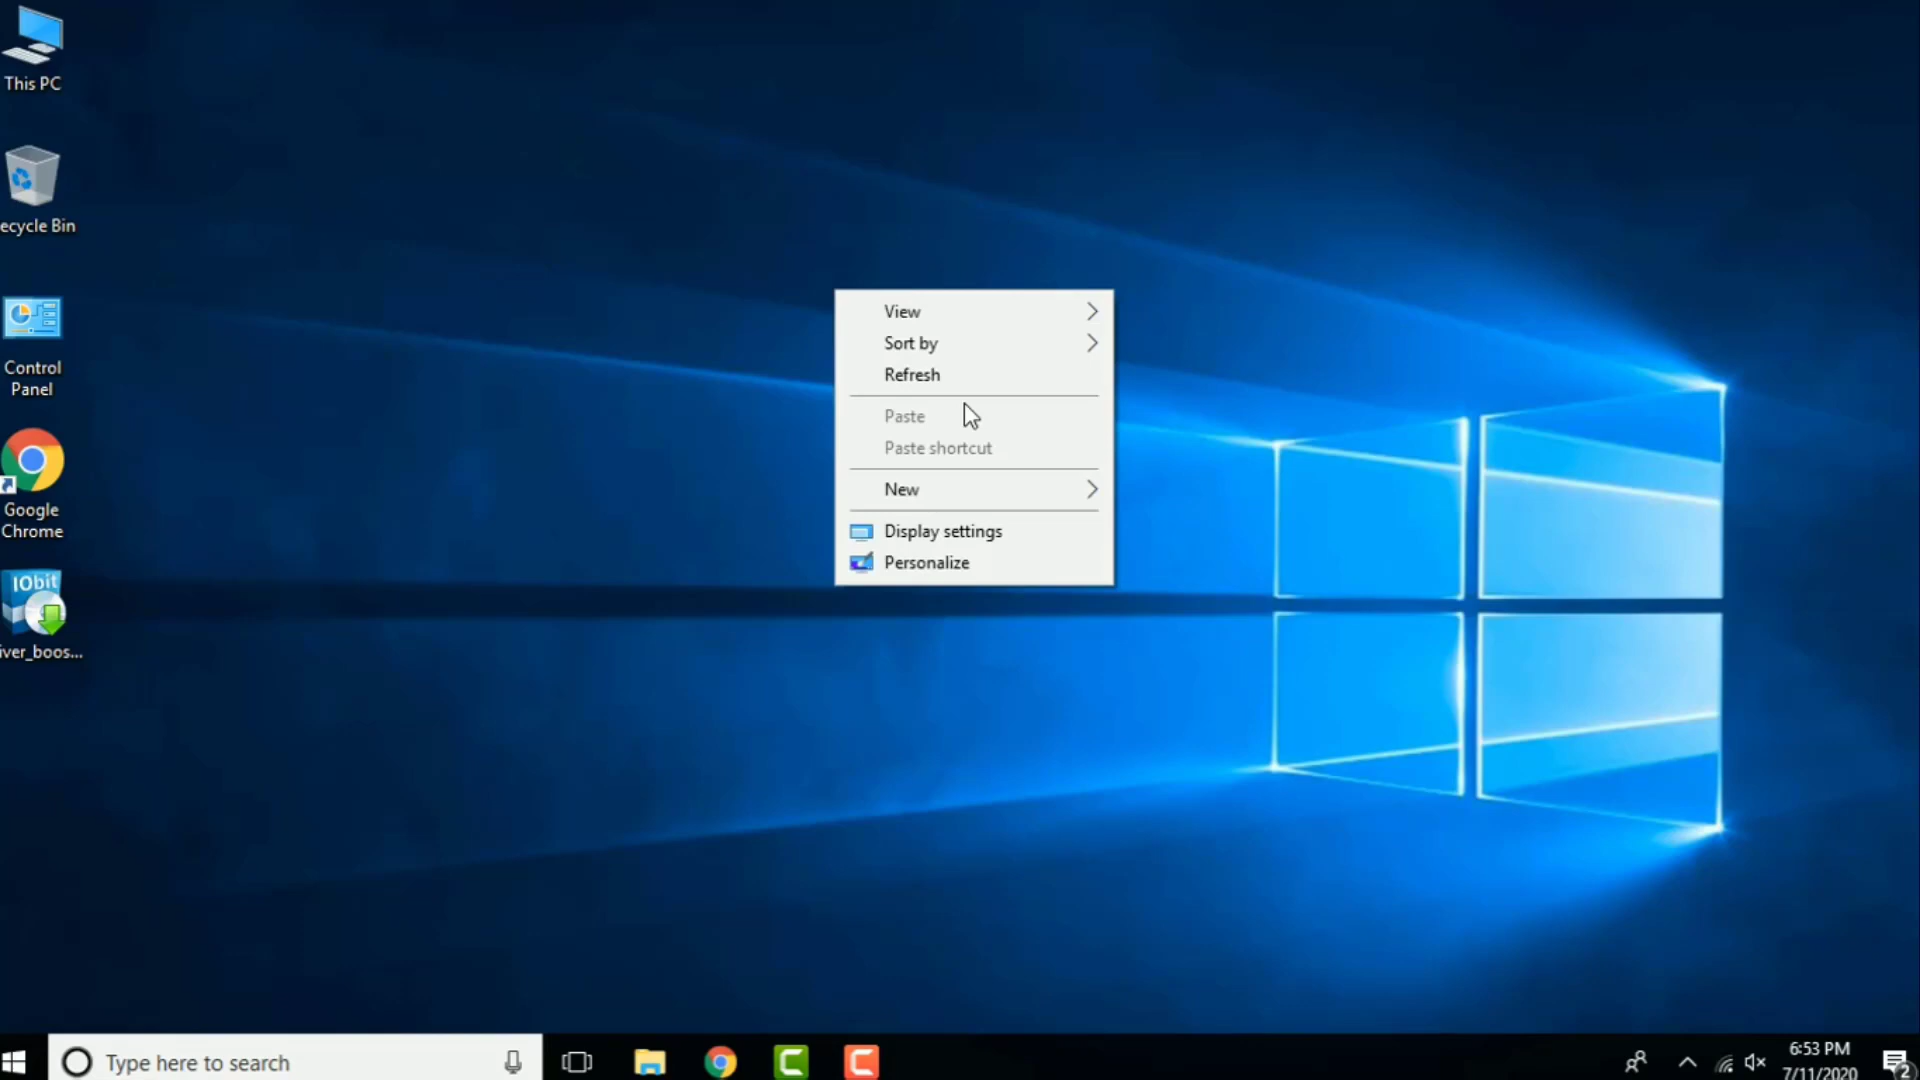 This PC
ecycle Bin
Control
Panel
Google
Chrome
IObit
iver_boos...
View
Sort by
Refresh
Paste
Paste shortcut
New
Display settings
Personalize
Type here to search
6:53 PM
7/11/2020
2